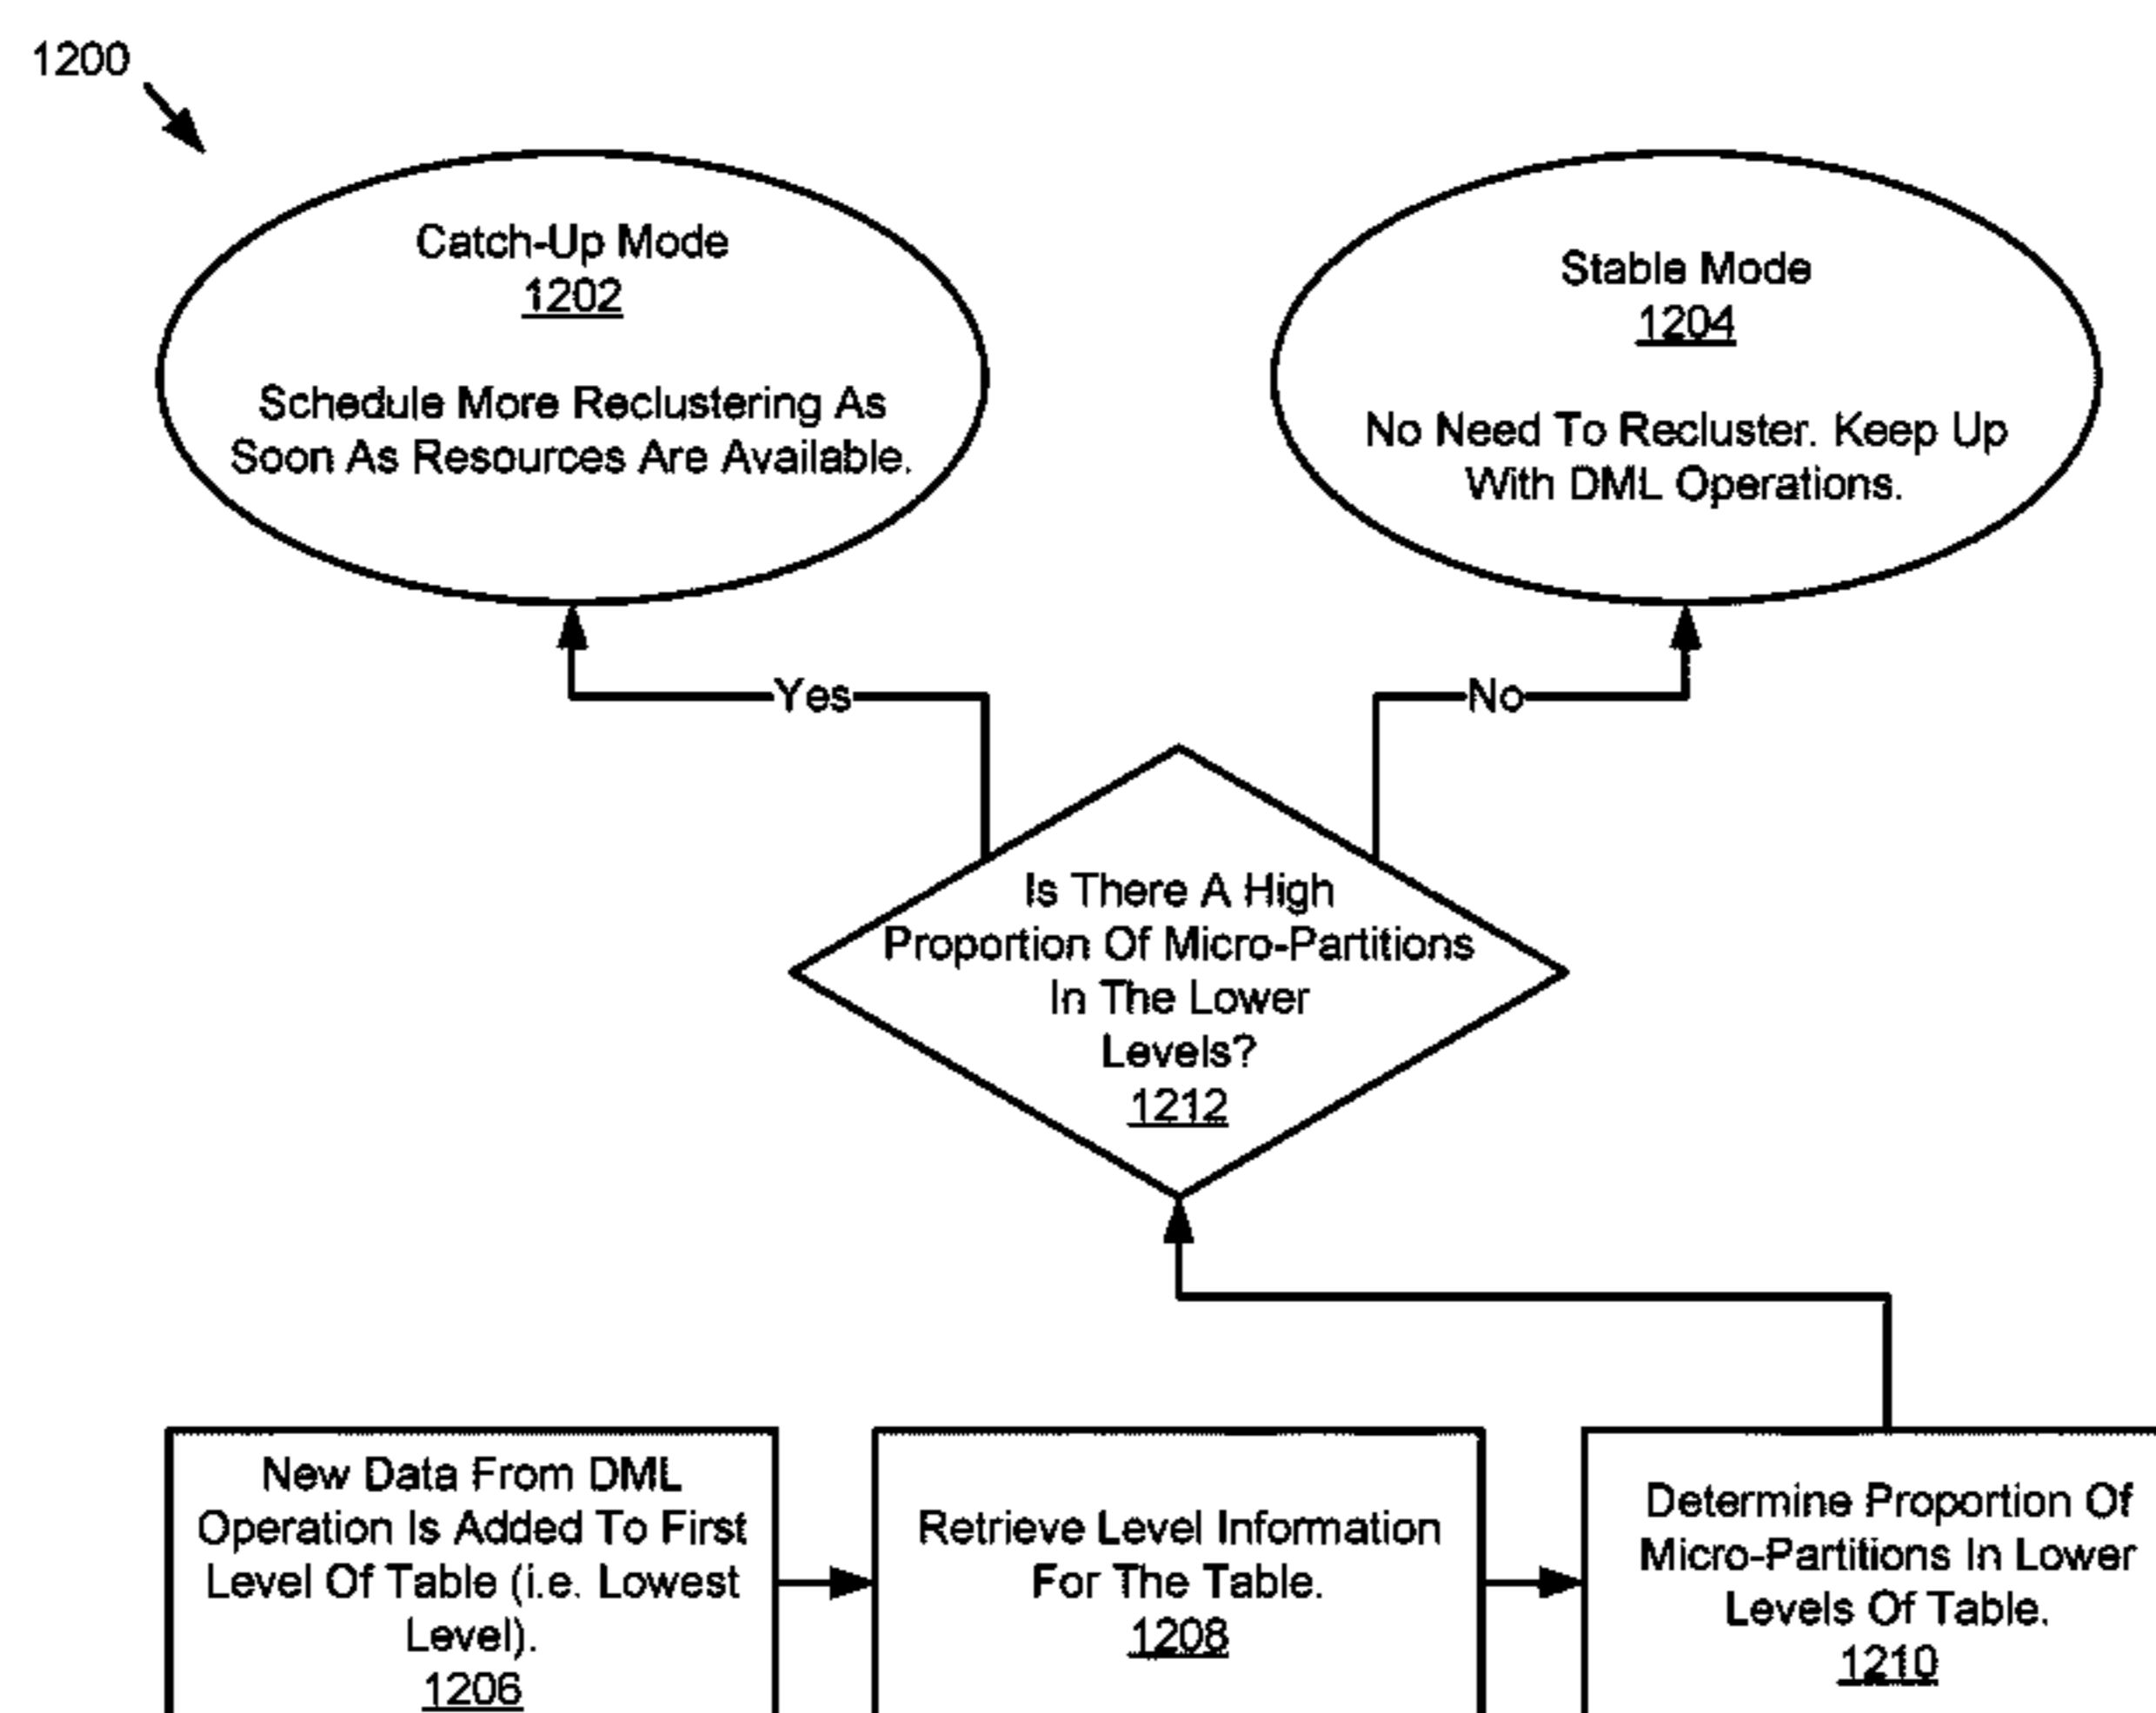 1200
Catch-Up Mode
1202
Schedule More Reclustering As
Soon As Resources Are Available.
Stable Mode
1204
No Need To Recluster. Keep Up
With DML Operations.
Yes
No
Is There A High
Proportion Of Micro-Partitions
In The Lower
Levels?
1212
New Data From DML
Operation Is Added To First
Level Of Table (i.e. Lowest
Level).
1206
Retrieve Level Information
For The Table.
1208
Determine Proportion Of
Micro-Partitions In Lower
Levels Of Table.
1210